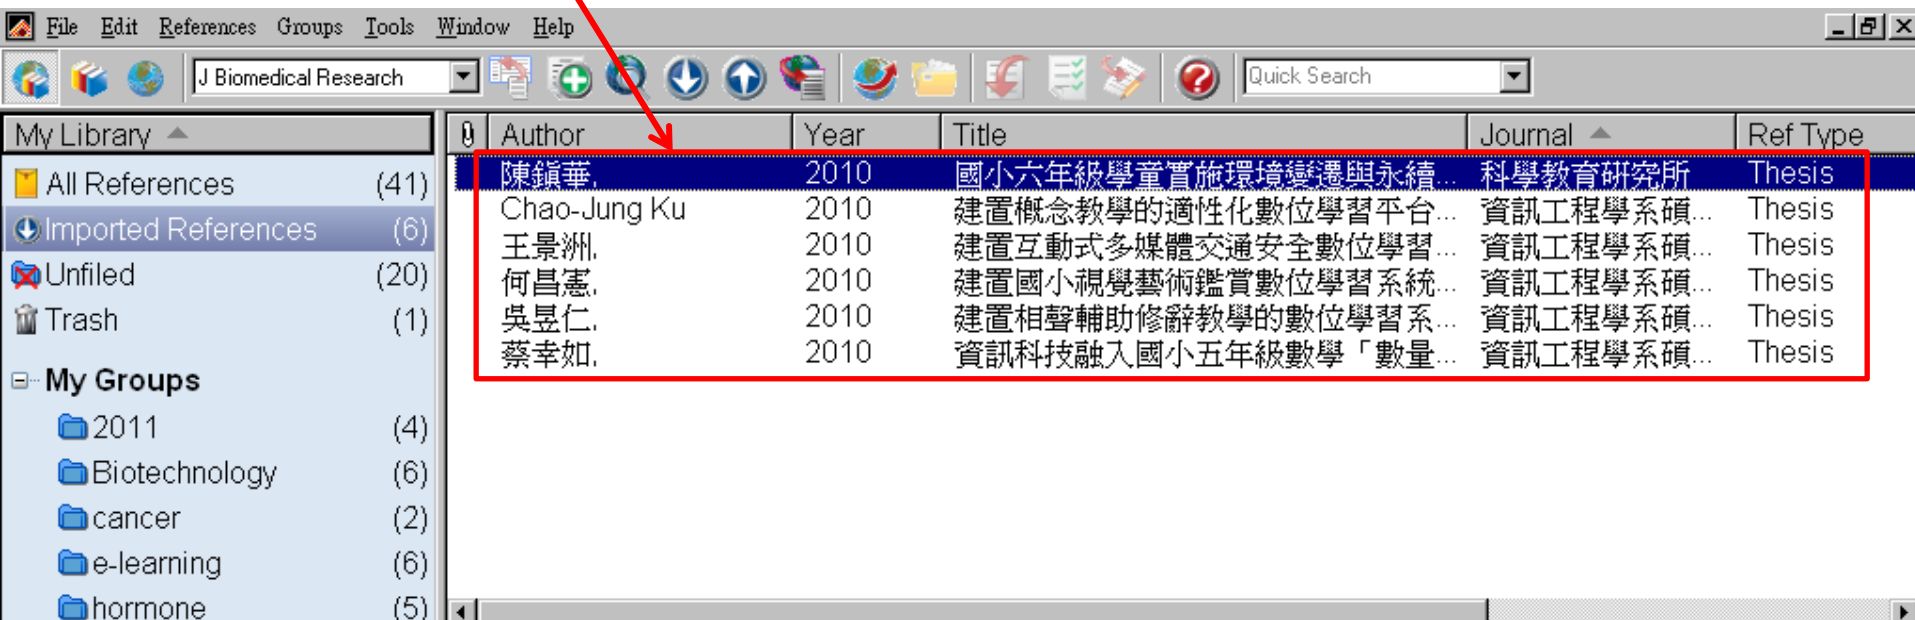 File Edit References Groups Tools Window Help
J Biomedical Research Quick Search
My Library Author Year Title Journal Ref Type
All References (41)
Imported References (6)
Unfiled (20)
Trash (1)
My Groups
2011 (4)
Biotechnology (6)
cancer (2)
e-learning (6)
hormone (5)
陳鎮華, 2010 國小六年級學童實施環境變遷與永續... 科學教育研究所 Thesis
Chao-Jung Ku 2010 建置概念教學的適性化數位學習平台... 資訊工程學系碩... Thesis
王景洲, 2010 建置互動式多媒體交通安全數位學習... 資訊工程學系碩... Thesis
何昌憲, 2010 建置國小視覺藝術鑑賞數位學習系統... 資訊工程學系碩... Thesis
吳昱仁, 2010 建置相聲輔助修辭教學的數位學習系... 資訊工程學系碩... Thesis
蔡幸如, 2010 資訊科技融入國小五年級數學「數量... 資訊工程學系碩... Thesis